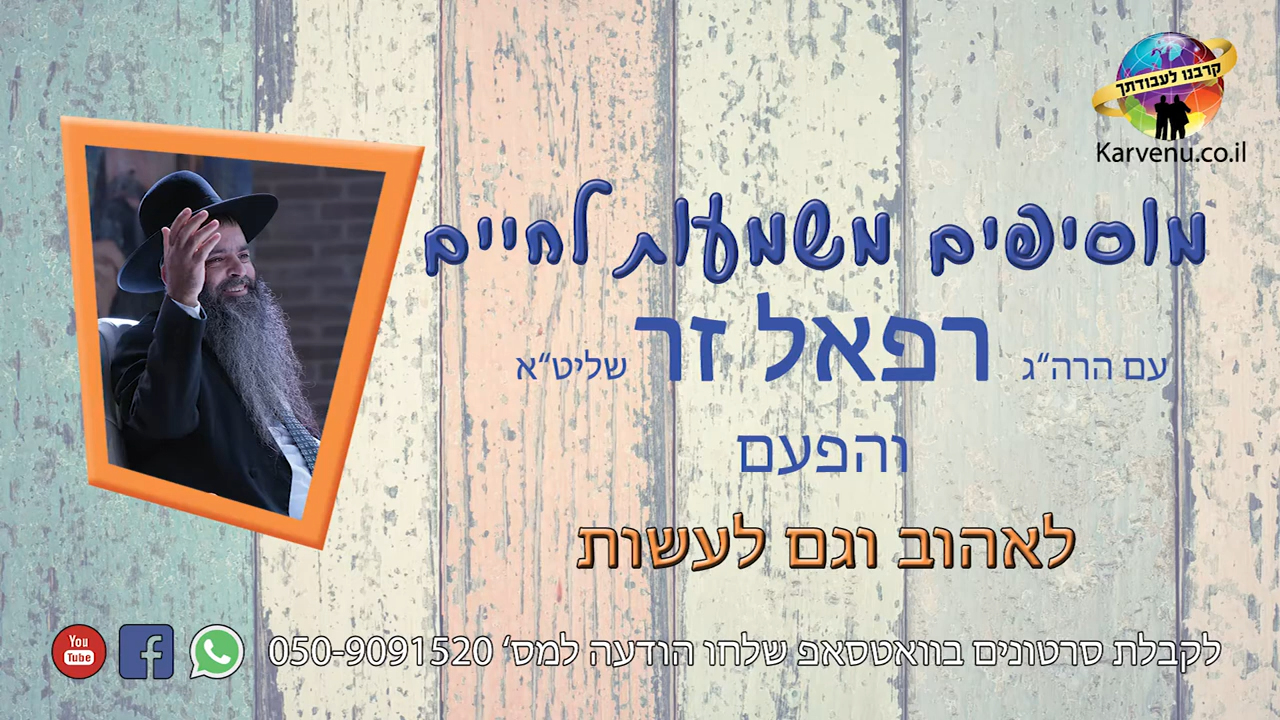 קרבנו לעבודתך
Karvenu.co.il
מוסיפים משמעות לחיים
עם הרה"ג רפאל זר שליט"א
והפעם
לאהוב וגם לעשות
לקבלת סרטונים בוואטסאפ שלחו הודעה למס' 050-9091520
You
Tube